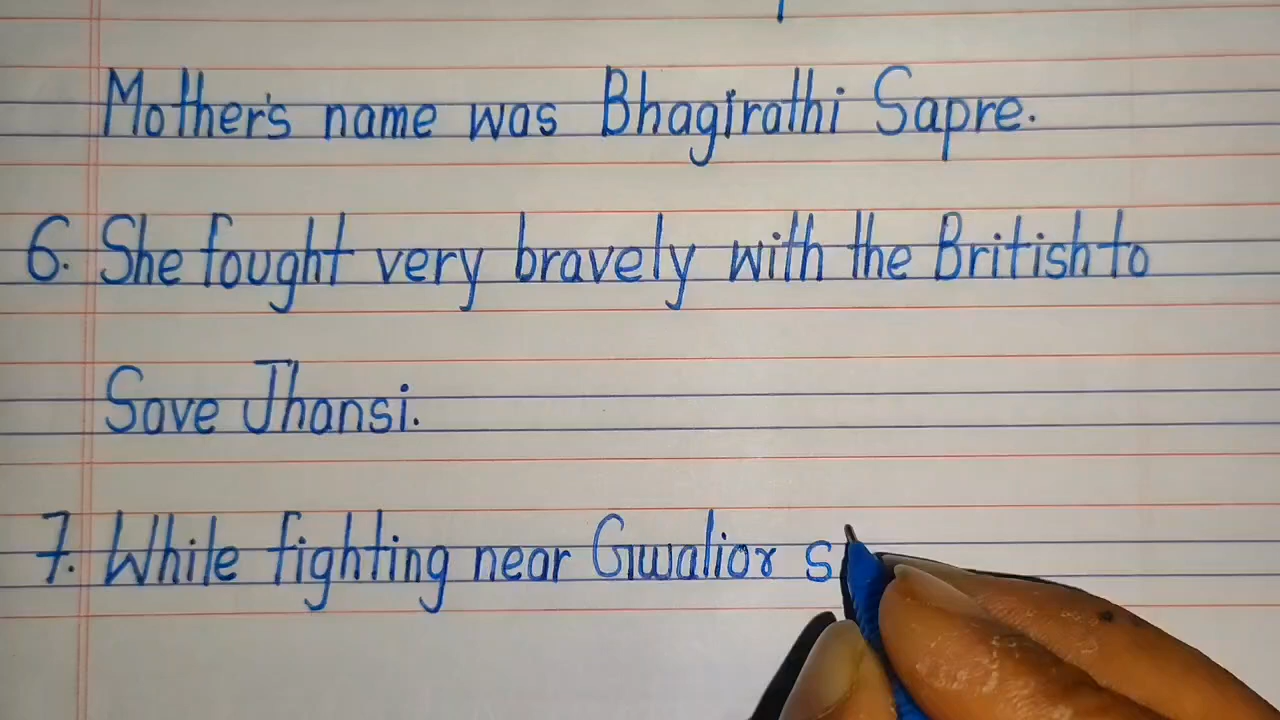 Mother's name was Bhagirathi Sapre.
6. She fought very bravely with the British to
Save Jhansi.
7. While fighting near Gwalior s